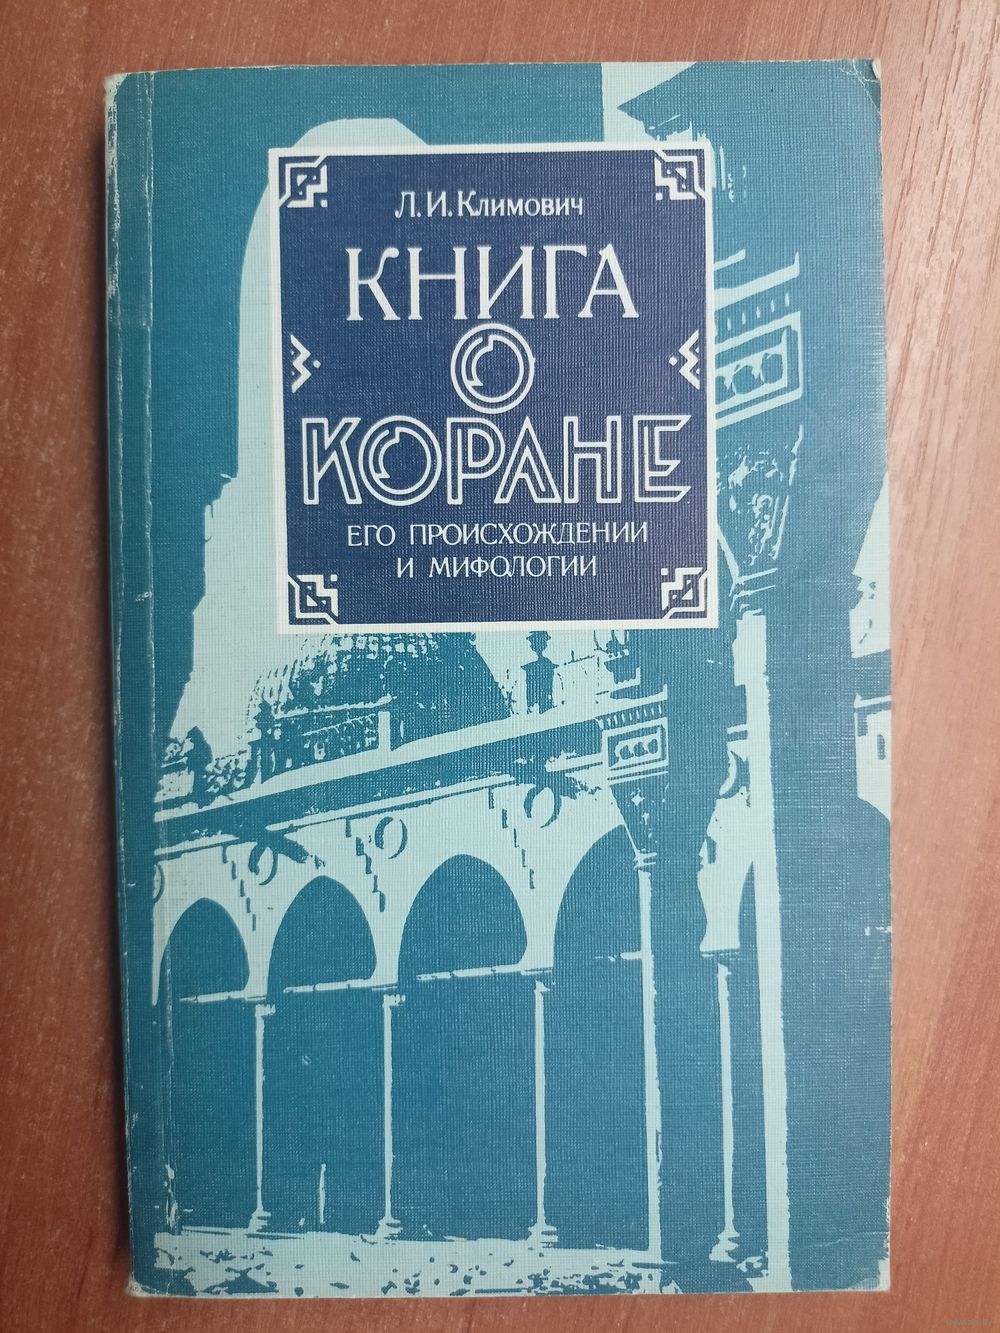 Л. И. Климович
КНИГА
О
КОРАНЕ
ЕГО ПРОИСХОЖДЕНИИ
И МИФОЛОГИИ